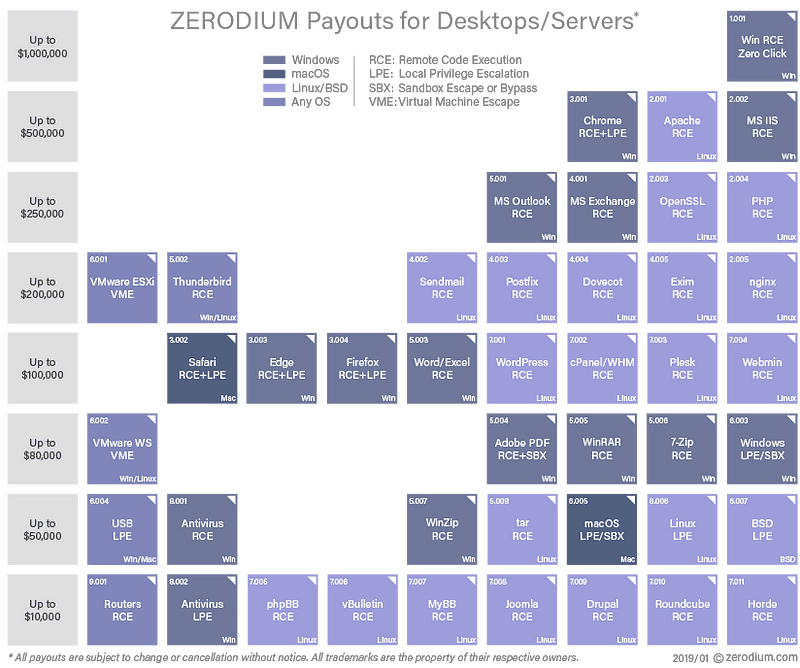 ZERODIUM Payouts for Desktops/Servers*
Windows
macOS
Linux/BSD
Any OS
RCE: Remote Code Execution
LPE: Local Privilege Escalation
SBX: Sandbox Escape or Bypass
VME: Virtual Machine Escape
Up to
$1,000,000
1.001
Win RCE
Zero Click
Win
Up to
$500,000
3.001
Chrome
RCE+LPE
Win
2.001
Apache
RCE
Linux
2.002
MS IIS
RCE
Win
Up to
$250,000
5.001
MS Outlook
RCE
Win
4.001
MS Exchange
RCE
Win
2.003
OpenSSL
RCE
Linux
2.004
PHP
RCE
Linux
Up to
$200,000
6.001
VMware ESXi
VME
5.002
Thunderbird
RCE
Win/Linux
4.002
Sendmail
RCE
Linux
4.003
Postfix
RCE
Linux
4.004
Dovecot
RCE
Linux
4.005
Exim
RCE
Linux
2.005
nginx
RCE
Linux
Up to
$100,000
3.002
Safari
RCE+LPE
Mac
3.003
Edge
RCE+LPE
Win
3.004
Firefox
RCE+LPE
Win
5.003
Word/Excel
RCE
Win
7.001
WordPress
RCE
Linux
7.002
cPanel/WHM
RCE
Linux
7.003
Plesk
RCE
Linux
7.004
Webmin
RCE
Linux
Up to
$80,000
6.002
VMware WS
VME
Win/Linux
5.004
Adobe PDF
RCE+SBX
Win
5.005
WinRAR
RCE
Win
5.006
7-Zip
RCE
Win
6.003
Windows
LPE/SBX
Win
Up to
$50,000
6.004
USB
LPE
Win/Mac
8.001
Antivirus
RCE
Win
5.007
WinZip
RCE
Win
5.008
tar
RCE
Linux
6.005
macOS
LPE/SBX
Mac
6.006
Linux
LPE
Linux
6.007
BSD
LPE
BSD
Up to
$10,000
9.001
Routers
RCE
8.002
Antivirus
LPE
Win
7.005
phpBB
RCE
Linux
7.006
vBulletin
RCE
Linux
7.007
MyBB
RCE
Linux
7.008
Joomla
RCE
Linux
7.009
Drupal
RCE
Linux
7.010
Roundcube
RCE
Linux
7.011
Horde
RCE
Linux
* All payouts are subject to change or cancellation without notice. All trademarks are the property of their respective owners.
2019/01 © zerodium.com